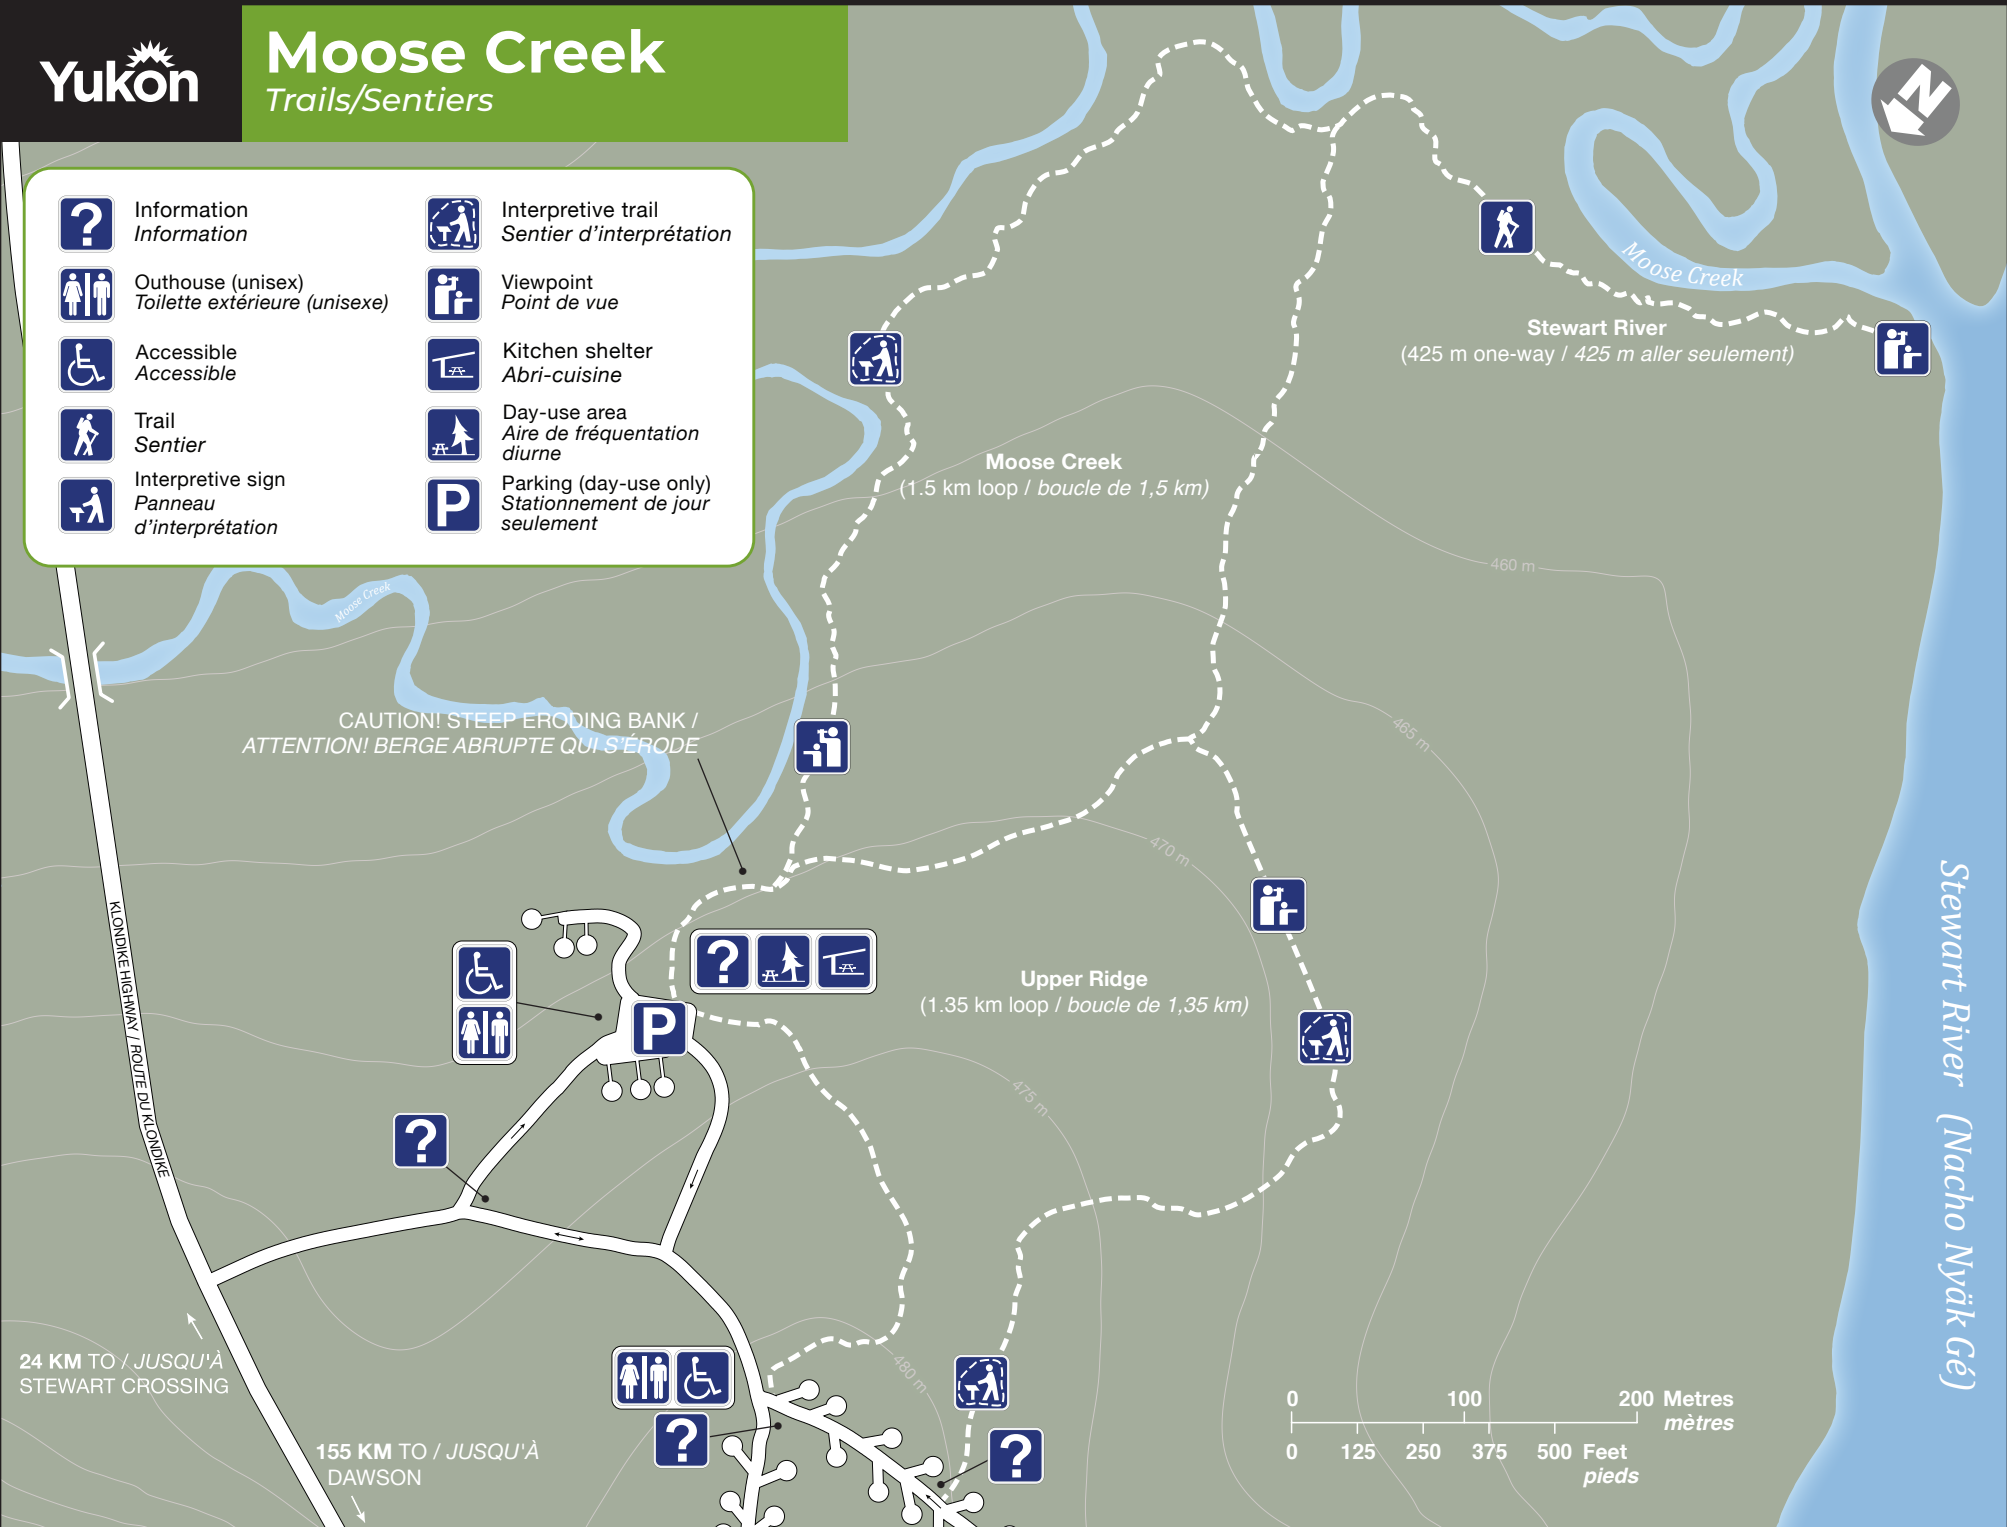 Yukon
Moose Creek
Trails/Sentiers
N
?
Information
Information
Outhouse (unisex)
Toilette extérieure (unisexe)
Accessible
Accessible
Trail
Sentier
Interpretive sign
Panneau
d'interprétation
Interpretive trail
Sentier d'interprétation
Viewpoint
Point de vue
Kitchen shelter
Abri-cuisine
Day-use area
Aire de fréquentation
diurne
P
Parking (day-use only)
Stationnement de jour
seulement
Moose Creek
Stewart River
(425 m one-way / 425 m aller seulement)
Moose Creek
(1.5 km loop / boucle de 1,5 km)
460 m
Moose Creek
CAUTION! STEEP ERODING BANK /
ATTENTION! BERGE ABRUPTE QUI S'ÉRODE
465 m
470 m
KLONDIKE HIGHWAY / ROUTE DU KLONDIKE
?
P
Upper Ridge
(1.35 km loop / boucle de 1,35 km)
475 m
?
Stewart River (Nacho Nyäk Gé)
24 KM TO / JUSQU'À
STEWART CROSSING
480 m
?
?
155 KM TO / JUSQU'À
DAWSON
0 100 200 Metres
mètres
0 125 250 375 500 Feet
pieds